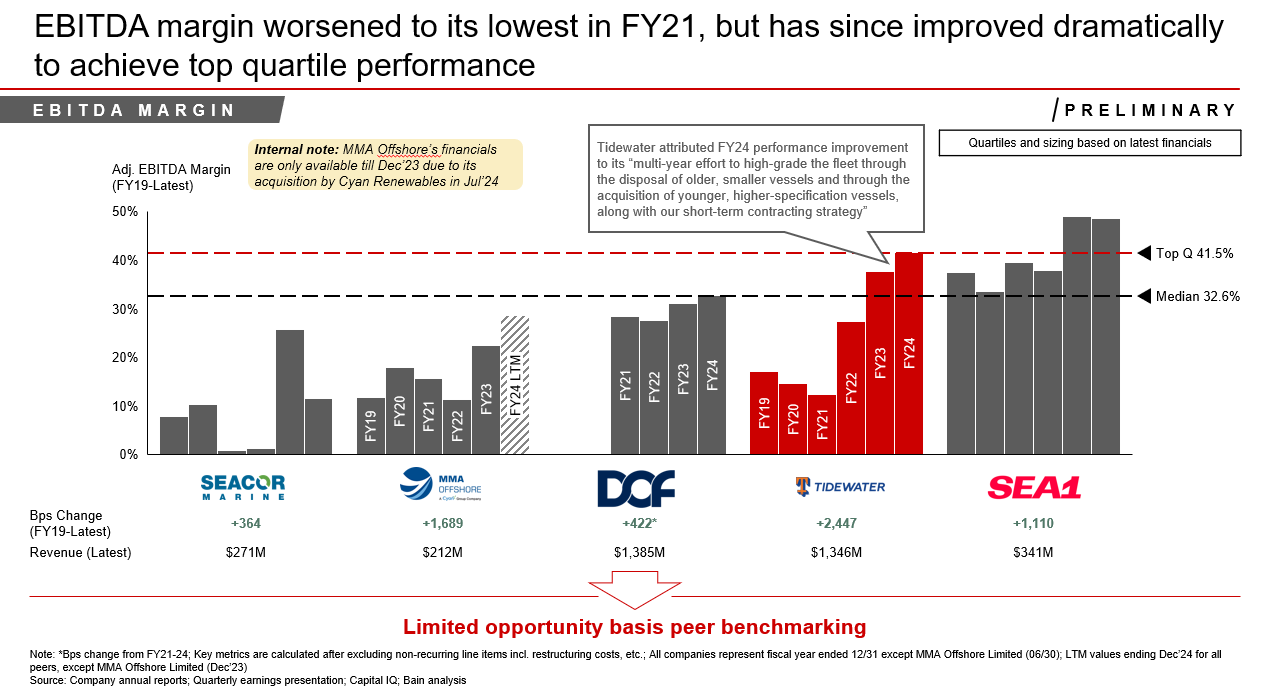 EBITDA margin worsened to its lowest in FY21, but has since improved dramatically
to achieve top quartile performance
EBITDA MARGIN
PRELIMINARY
Quartiles and sizing based on latest financials
Internal note: MMA Offshore's financials
are only available till Dec'23 due to its
acquisition by Cyan Renewables in Jul'24
Tidewater attributed FY24 performance improvement
to its "multi-year effort to high-grade the fleet through
the disposal of older, smaller vessels and through the
acquisition of younger, higher-specification vessels,
along with our short-term contracting strategy"
Adj. EBITDA Margin
(FY19-Latest)
50%
40%
30%
20%
10%
0%
Top Q 41.5%
Median 32.6%
FY19
FY20
FY21
FY22
FY23
FY24 LTM
FY21
FY22
FY23
FY24
FY19
FY20
FY21
FY22
FY23
FY24
SEACOR
MARINE
MMA
OFFSHORE
a Cyan Group Company
DOF
TIDEWATER
SEA1
Bps Change
(FY19-Latest)
+364
+1,689
+422*
+2,447
+1,110
Revenue (Latest)
$271M
$212M
$1,385M
$1,346M
$341M
Limited opportunity basis peer benchmarking
Note: *Bps change from FY21-24; Key metrics are calculated after excluding non-recurring line items incl. restructuring costs, etc.; All companies represent fiscal year ended 12/31 except MMA Offshore Limited (06/30); LTM values ending Dec'24 for all
peers, except MMA Offshore Limited (Dec'23)
Source: Company annual reports; Quarterly earnings presentation; Capital IQ; Bain analysis